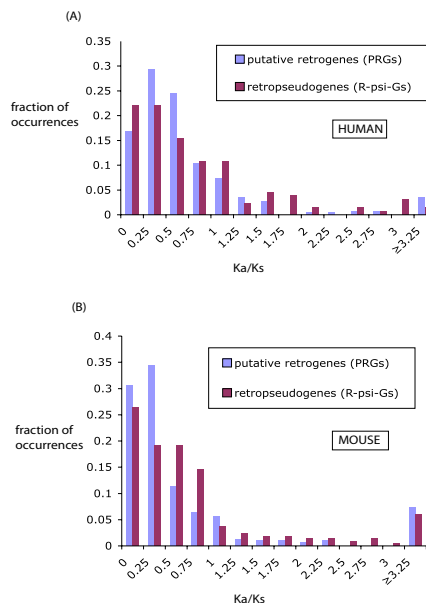 (A)
0.35
0.3
0.25
0.2
0.15
0.1
0.05
0
fraction of
occurrences
putative retrogenes (PRGs)
retropseudogenes (R-psi-Gs)
HUMAN
0 0.25 0.5 0.75 1 1.25 1.5 1.75 2 2.25 2.5 2.75 3 ≥3.25
Ka/Ks
(B)
0.4
0.35
0.3
0.25
0.2
0.15
0.1
0.05
0
fraction of
occurrences
putative retrogenes (PRGs)
retropseudogenes (R-psi-Gs)
MOUSE
0 0.25 0.5 0.75 1 1.25 1.5 1.75 2 2.25 2.5 2.75 3 ≥3.25
Ka/Ks